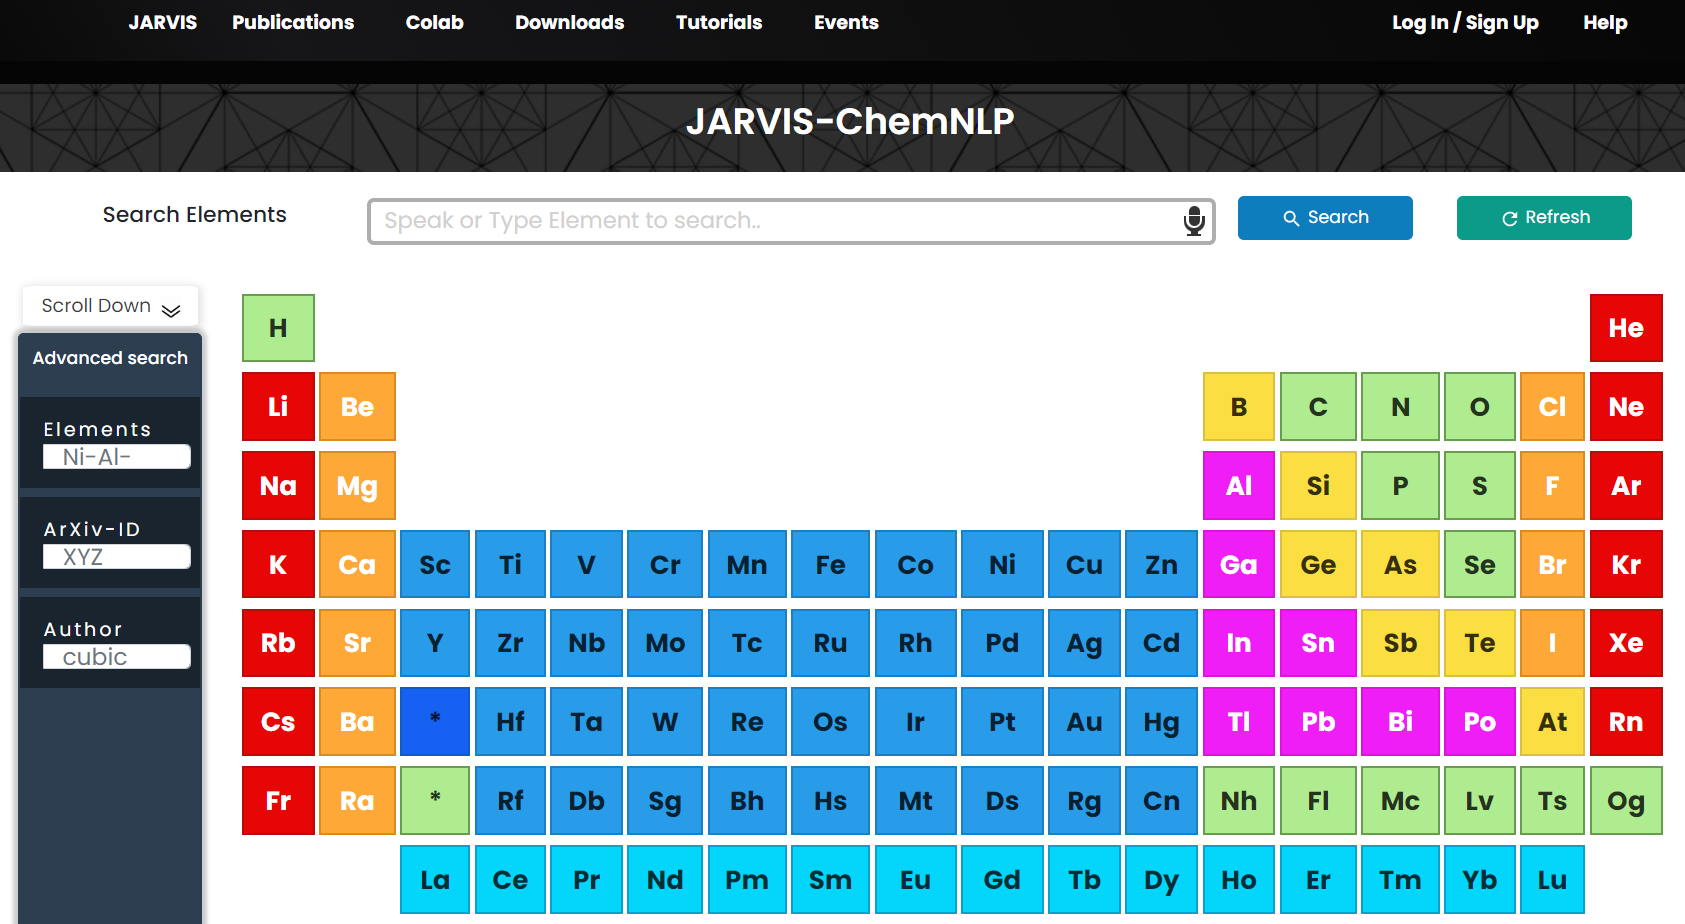 JARVIS Publications Colab Downloads Tutorials Events Log In / Sign Up Help
JARVIS-ChemNLP
Search Elements Speak or Type Element to search.. Search Refresh
Scroll Down
Advanced search
Elements
Ni-Al-
ArXiv-ID
XYZ
Author
cubic
H He
Li Be B C N O Cl Ne
Na Mg Al Si P S F Ar
K Ca Sc Ti V Cr Mn Fe Co Ni Cu Zn Ga Ge As Se Br Kr
Rb Sr Y Zr Nb Mo Tc Ru Rh Pd Ag Cd In Sn Sb Te I Xe
Cs Ba * Hf Ta W Re Os Ir Pt Au Hg Tl Pb Bi Po At Rn
Fr Ra * Rf Db Sg Bh Hs Mt Ds Rg Cn Nh Fl Mc Lv Ts Og
La Ce Pr Nd Pm Sm Eu Gd Tb Dy Ho Er Tm Yb Lu